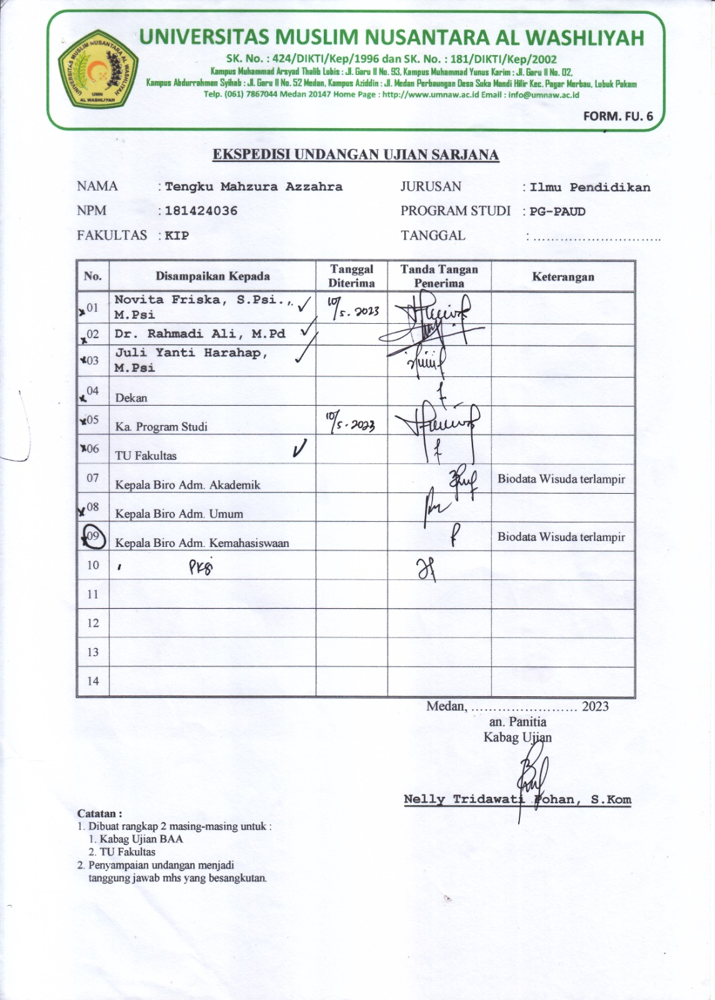 UNIVERSITAS MUSLIM NUSANTARA AL WASHLIYAH
SK. No. : 424/DIKTI/Kep/1996 dan SK. No. : 181/DIKTI/Kep/2002
Kampus Muhammad Arsyad Thalib Lubis : Jl. Garu II No. 93, Kampus Muhammad Yunus Karim : Jl. Garu II No. 02,
Kampus Abdurrahman Syihab : Jl. Garu II No. 52 Medan, Kampus Aziddin : Jl. Medan Perbaungan Desa Suka Mandi Hilir Kec. Pagar Merbau, Lubuk Pakam
Telp. (061) 7867044 Medan 20147 Home Page : http://www.umnaw.ac.id Email : info@umnaw.ac.id
UNIVERSITAS MUSLIM NUSANTARA AL WASHLIYAH
UMN
AL WASHLIYAH
FORM. FU. 6
EKSPEDISI UNDANGAN UJIAN SARJANA
NAMA : Tengku Mahzura Azzahra JURUSAN : Ilmu Pendidikan
NPM : 181424036 PROGRAM STUDI : PG-PAUD
FAKULTAS : KIP TANGGAL : ..............................
No. Disampaikan Kepada Tanggal Diterima Tanda Tangan Penerima Keterangan
01 Novita Friska, S.Psi., M.Psi 10/5-2023
02 Dr. Rahmadi Ali, M.Pd
03 Juli Yanti Harahap, M.Psi
04 Dekan
05 Ka. Program Studi 10/5-2023
06 TU Fakultas
07 Kepala Biro Adm. Akademik Biodata Wisuda terlampir
08 Kepala Biro Adm. Umum
09 Kepala Biro Adm. Kemahasiswaan Biodata Wisuda terlampir
10
11
12
13
14
Medan, ........................ 2023
an. Panitia
Kabag Ujian
Nelly Tridawati Pohan, S.Kom
Catatan :
1. Dibuat rangkap 2 masing-masing untuk :
1. Kabag Ujian BAA
2. TU Fakultas
2. Penyampaian undangan menjadi
tanggung jawab mhs yang besangkutan.